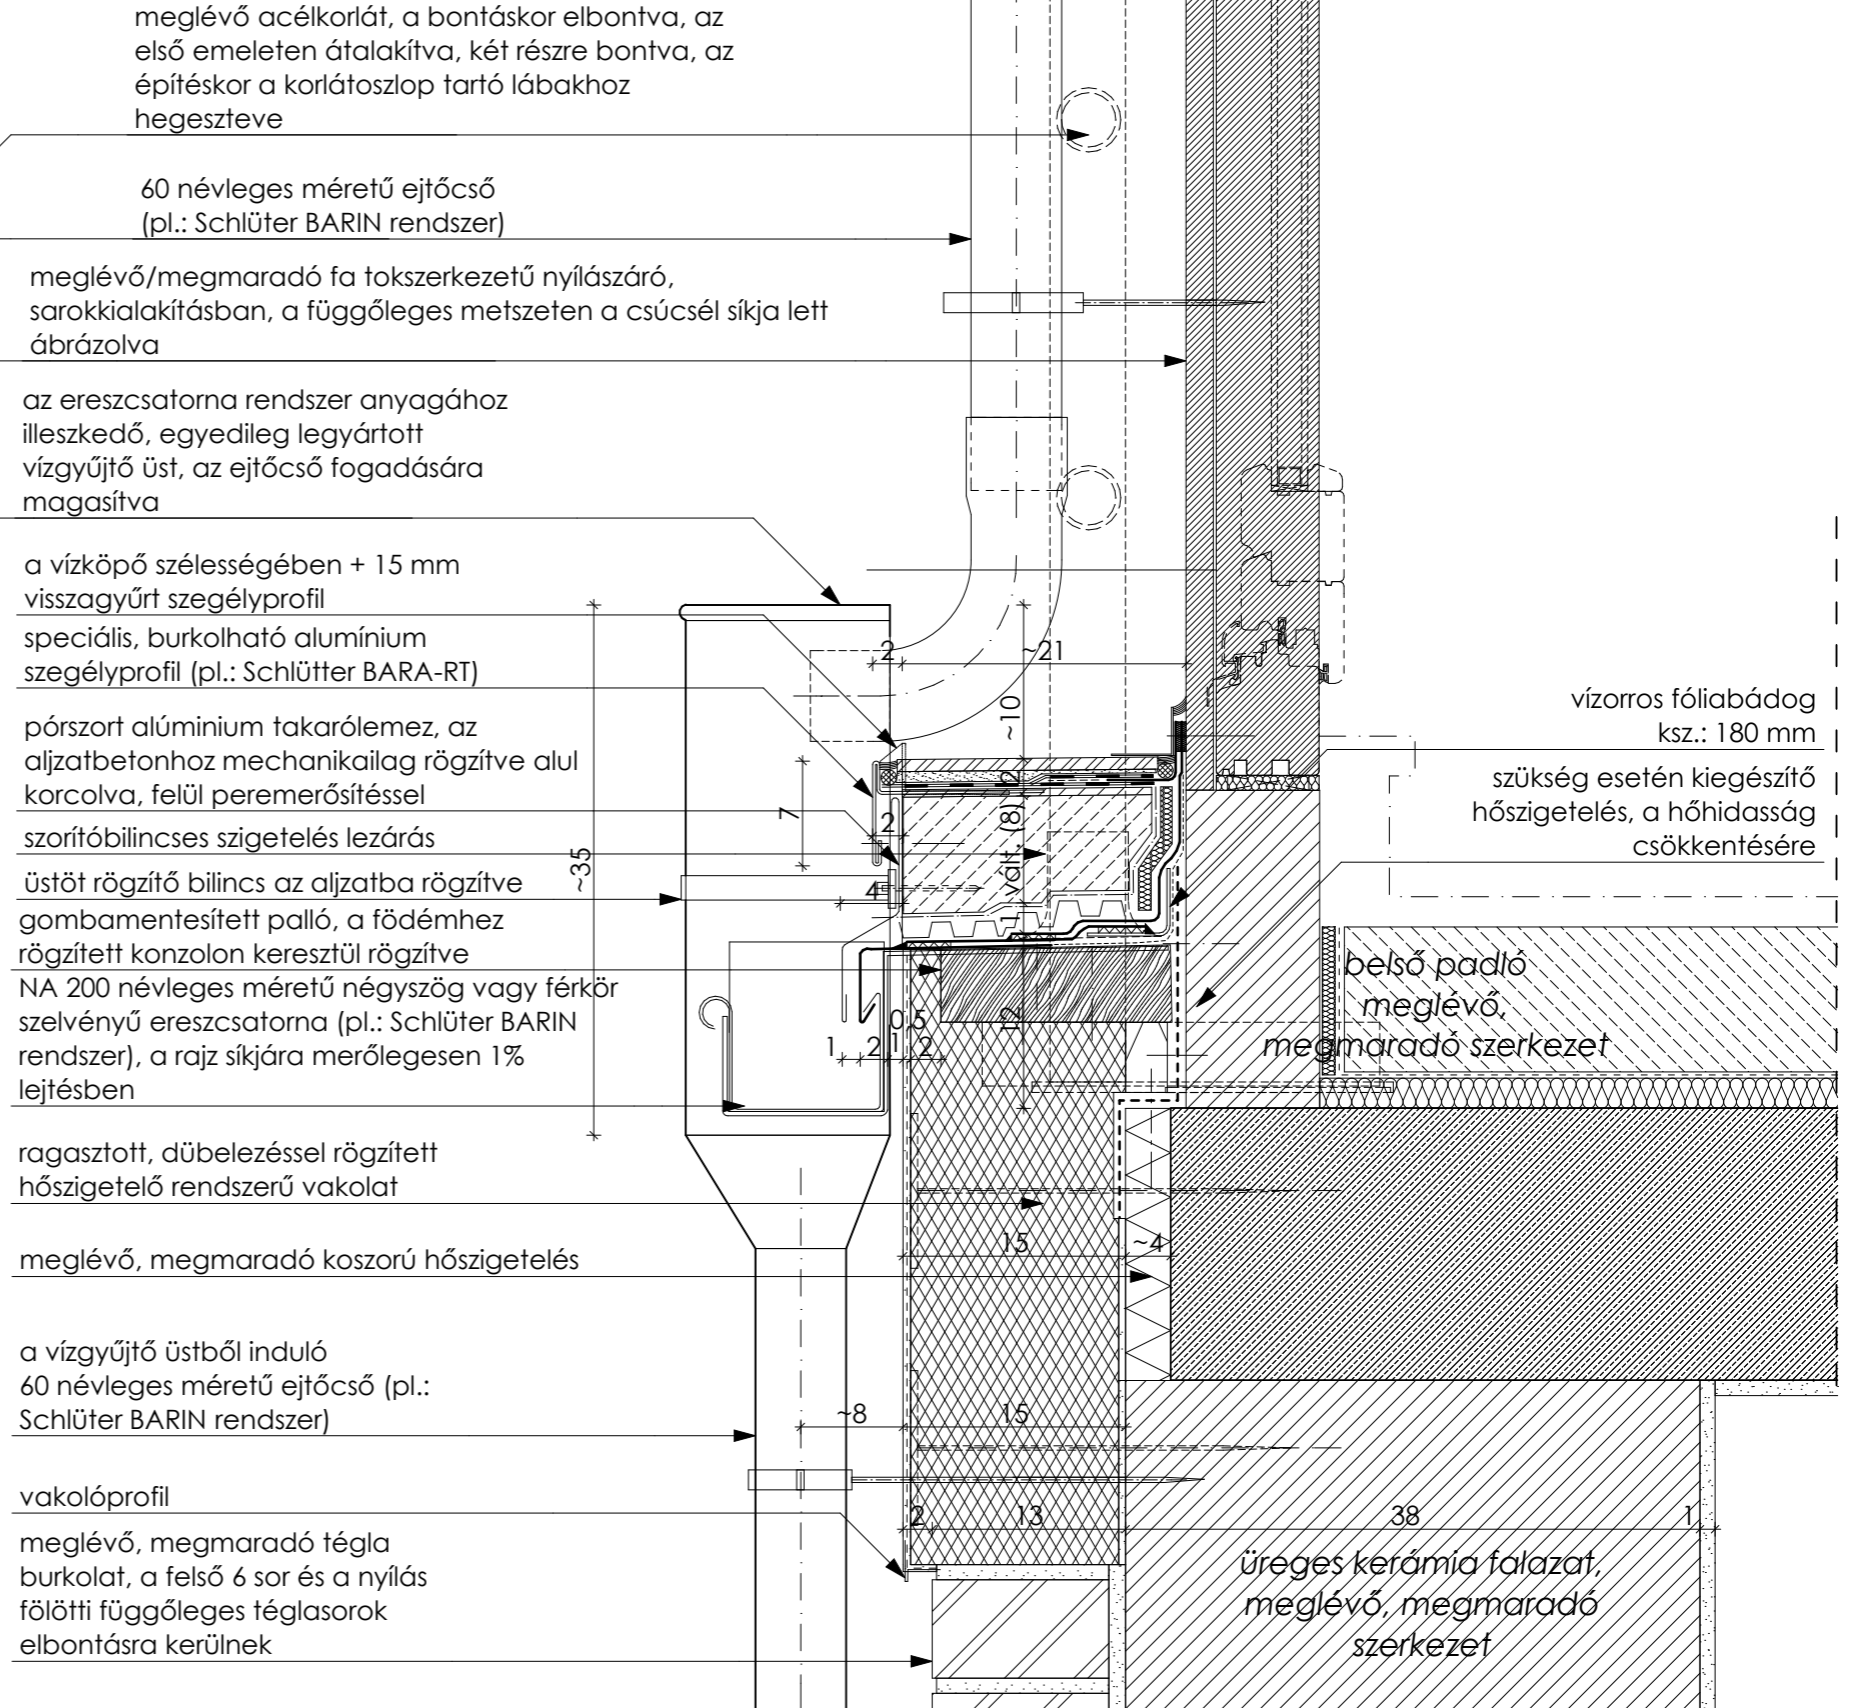 meglévő acélkorlát, a bontáskor elbontva, az
első emeleten átalakítva, két részre bontva, az
építéskor a korlátoszlop tartó lábakhoz
hegeszteve
60 névleges méretű ejtőcső
(pl.: Schlüter BARIN rendszer)
meglévő/megmaradó fa tokszerkezetű nyílászáró,
sarokkialakításban, a függőleges metszeten a csúcsél síkja lett
ábrázolva
az ereszcsatorna rendszer anyagához
illeszkedő, egyedileg legyártott
vízgyűjtő üst, az ejtőcső fogadására
magasítva
a vízköpő szélességében + 15 mm
visszagyűrt szegélyprofil
speciális, burkolható alumínium
szegélyprofil (pl.: Schlütter BARA-RT)
pórszort alúminium takarólemez, az
aljzatbetonhoz mechanikailag rögzítve alul
korcolva, felül peremerősítéssel
szorítóbilincses szigetelés lezárás
üstöt rögzítő bilincs az aljzatba rögzítve
gombamentesített palló, a födémhez
rögzített konzolon keresztül rögzítve
NA 200 névleges méretű négyszög vagy férkör
szelvényű ereszcsatorna (pl.: Schlüter BARIN
rendszer), a rajz síkjára merőlegesen 1%
lejtésben
ragasztott, dübelezéssel rögzített
hőszigetelő rendszerű vakolat
meglévő, megmaradó koszorú hőszigetelés
a vízgyűjtő üstből induló
60 névleges méretű ejtőcső (pl.:
Schlüter BARIN rendszer)
vakolóprofil
meglévő, megmaradó tégla
burkolat, a felső 6 sor és a nyílás
fölötti függőleges téglasorok
elbontásra kerülnek
2
~21
~10
2
7
2
vált. (8)
~35
4
1
0,5
1
2
1
2
12
15
~4
~8
15
2
13
38
1
vízorros fóliabádog
ksz.: 180 mm
szükség esetén kiegészítő
hőszigetelés, a hőhidasság
csökkentésére
belső padló
meglévő,
megmaradó szerkezet
üreges kerámia falazat,
meglévő, megmaradó
szerkezet